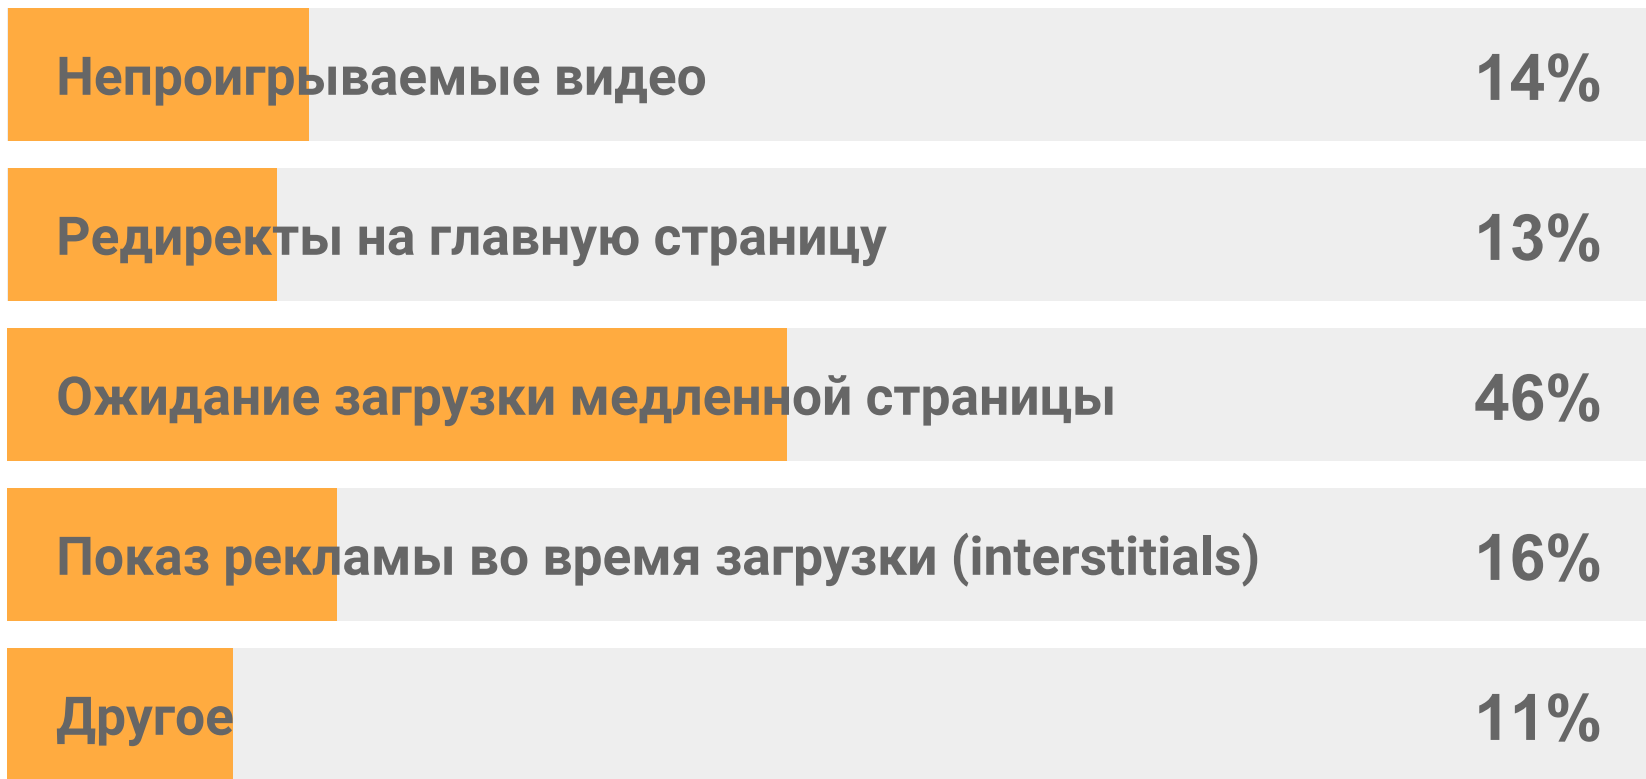 Непроигрываемые видео 14%
Редиректы на главную страницу 13%
Ожидание загрузки медленной страницы 46%
Показ рекламы во время загрузки (interstitials) 16%
Другое 11%